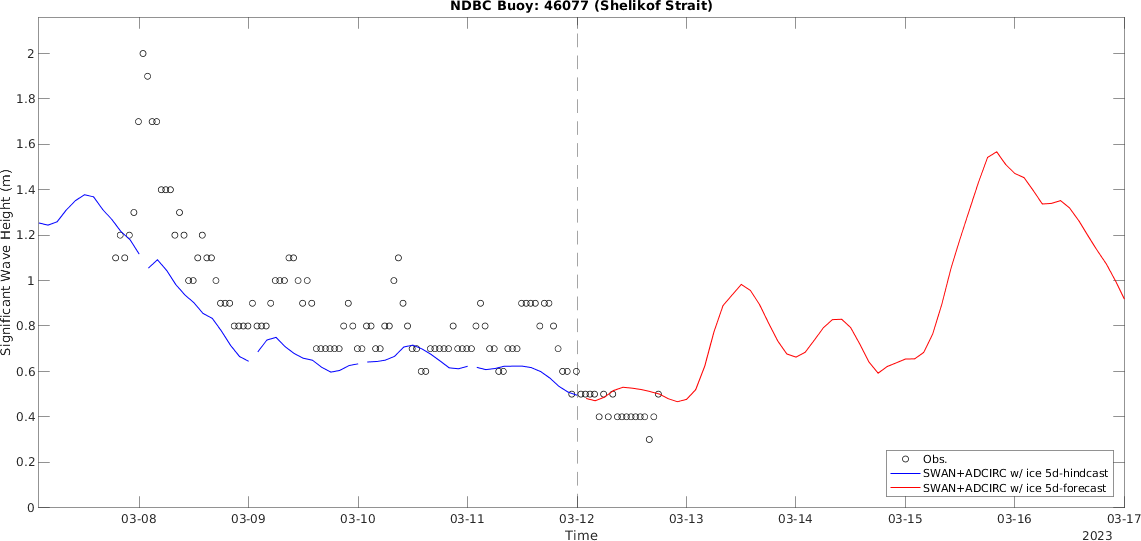 NDBC Buoy: 46077 (Shelikof Strait)
Significant Wave Height (m)
2
1.8
1.6
1.4
1.2
1
0.8
0.6
0.4
0.2
0
Obs.
SWAN+ADCIRC w/ ice 5d-hindcast
SWAN+ADCIRC w/ ice 5d-forecast
03-08 03-09 03-10 03-11 03-12 03-13 03-14 03-15 03-16 03-17
Time
2023